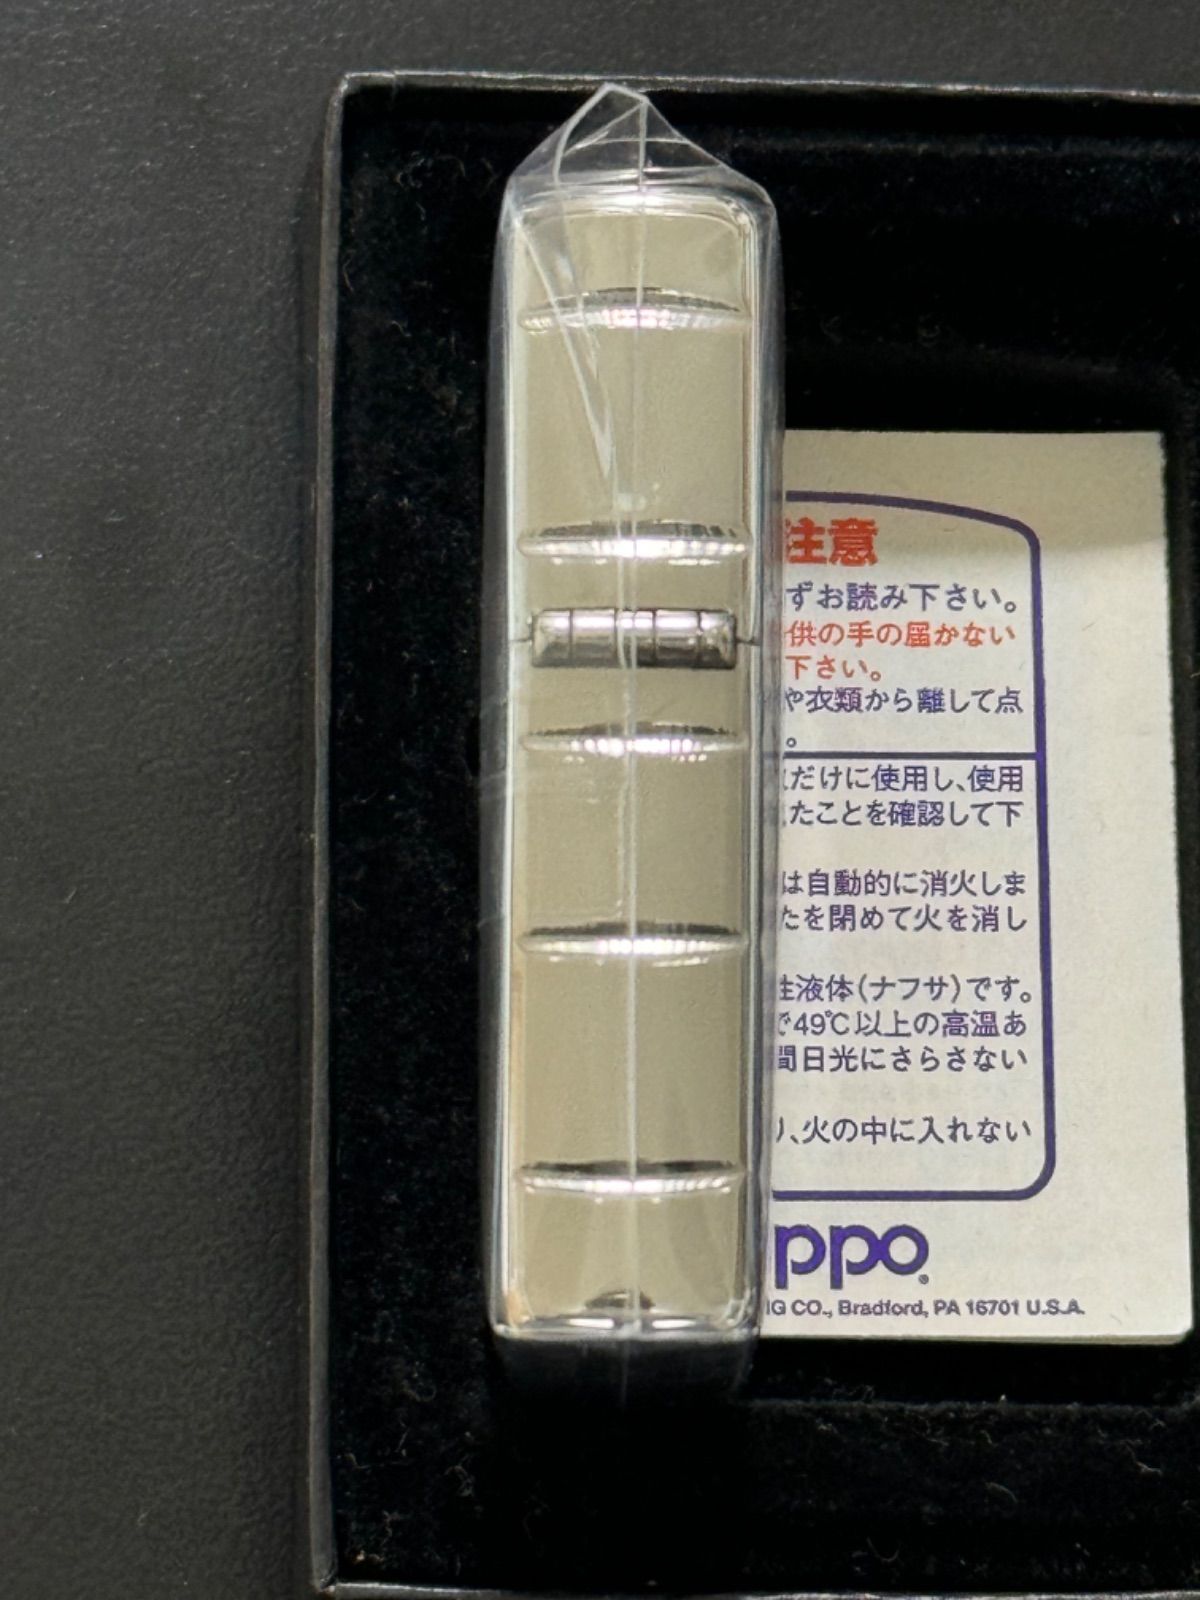 注意
ずお読み下さい。
供の手の届かない
下さい。
や衣類から離して点
。
だけに使用し、使用
たことを確認して下
は自動的に消火しま
たを閉めて火を消し
性液体(ナフサ)です。
で49℃以上の高温あ
間日光にさらさない
り、火の中に入れない
ippo
CO., Bradford, PA 16701 U.S.A.